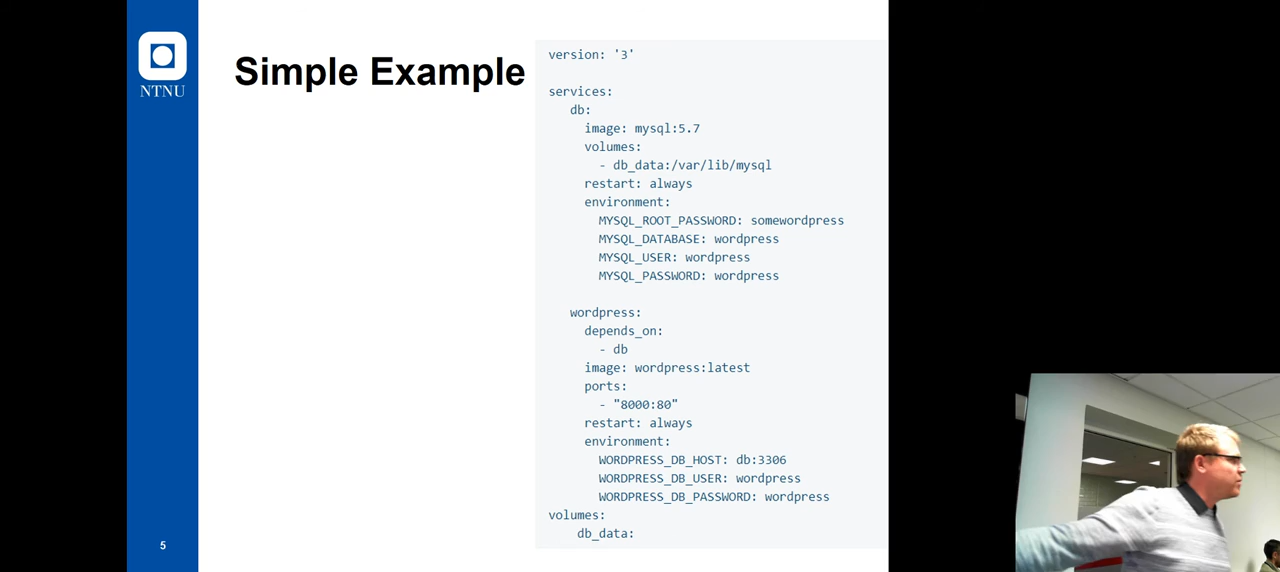 NTNU
Simple Example
version: '3'
services:
db:
image: mysql:5.7
volumes:
- db_data:/var/lib/mysql
restart: always
environment:
MYSQL_ROOT_PASSWORD: somewordpress
MYSQL_DATABASE: wordpress
MYSQL_USER: wordpress
MYSQL_PASSWORD: wordpress
wordpress:
depends_on:
- db
image: wordpress:latest
ports:
- "8000:80"
restart: always
environment:
WORDPRESS_DB_HOST: db:3306
WORDPRESS_DB_USER: wordpress
WORDPRESS_DB_PASSWORD: wordpress
volumes:
db_data:
5